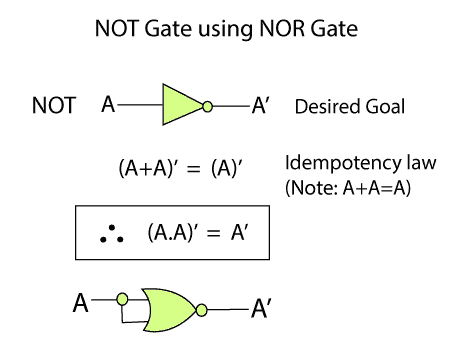 NOT Gate using NOR Gate
NOT A A’ Desired Goal
(A+A)’ = (A)’ Idempotency law
(Note: A+A=A)
∴ (A.A)’ = A’
A A’